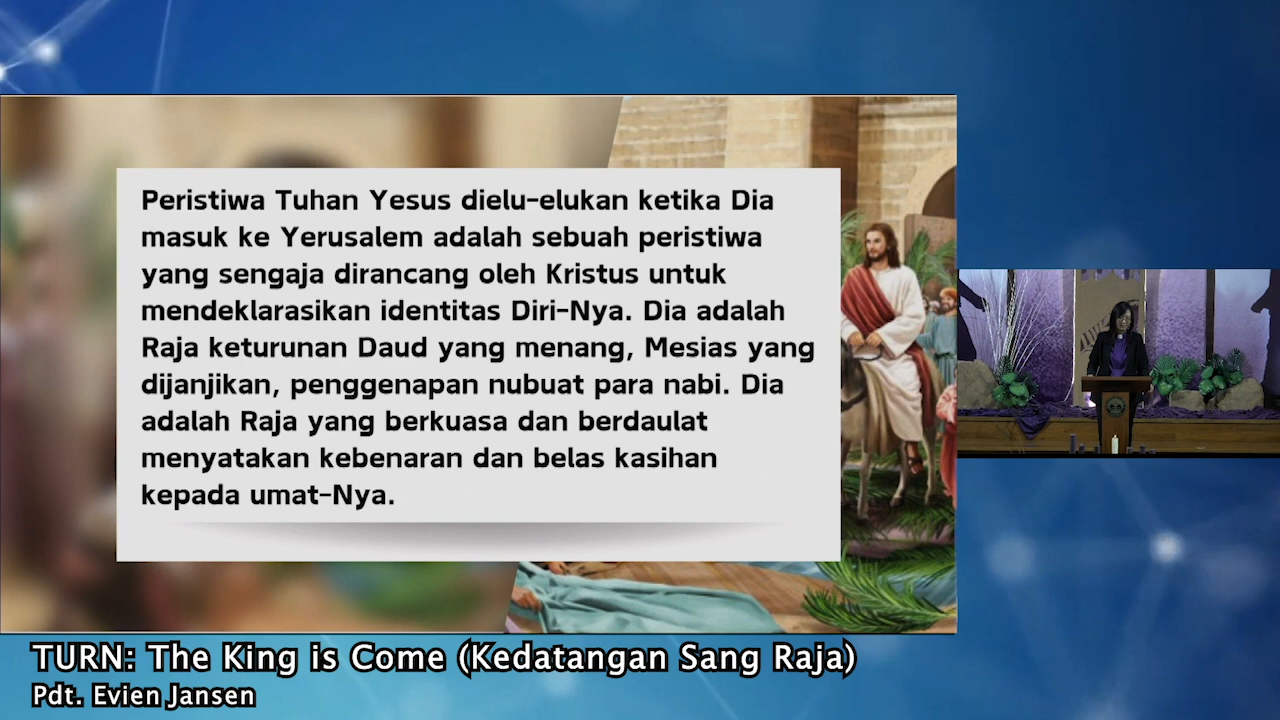 Peristiwa Tuhan Yesus dielu-elukan ketika Dia
masuk ke Yerusalem adalah sebuah peristiwa
yang sengaja dirancang oleh Kristus untuk
mendeklarasikan identitas Diri-Nya. Dia adalah
Raja keturunan Daud yang menang, Mesias yang
dijanjikan, penggenapan nubuat para nabi. Dia
adalah Raja yang berkuasa dan berdaulat
menyatakan kebenaran dan belas kasihan
kepada umat-Nya.
TURN: The King is Come (Kedatangan Sang Raja)
Pdt. Evien Jansen